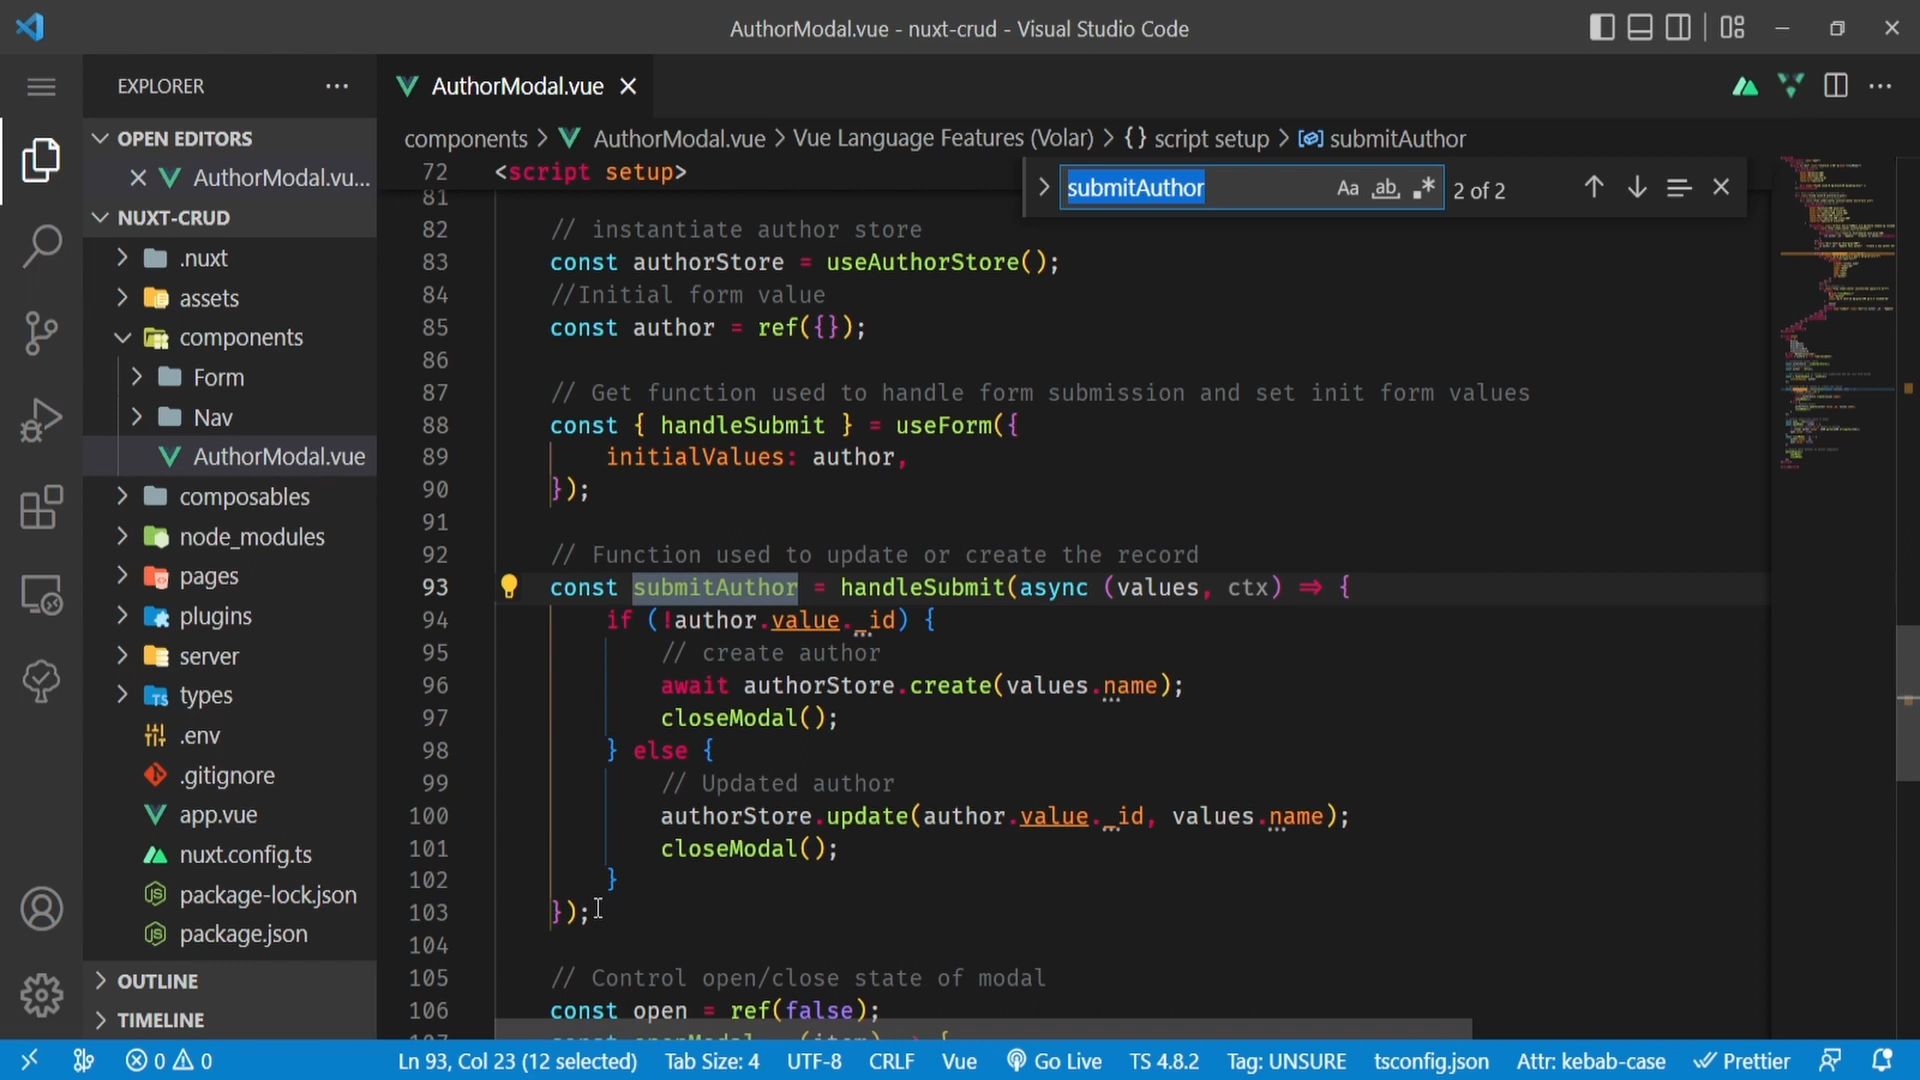 AuthorModal.vue - nuxt-crud - Visual Studio Code
EXPLORER
OPEN EDITORS
AuthorModal.vu...
NUXT-CRUD
.nuxt
assets
components
Form
Nav
AuthorModal.vue
composables
node_modules
pages
plugins
server
types
.env
.gitignore
app.vue
nuxt.config.ts
package-lock.json
package.json
OUTLINE
TIMELINE
AuthorModal.vue
components > AuthorModal.vue > Vue Language Features (Volar) > {} script setup > submitAuthor
submitAuthor Aa ab 2 of 2
72 <script setup>
81
82 // instantiate author store
83 const authorStore = useAuthorStore();
84 //Initial form value
85 const author = ref({});
86
87 // Get function used to handle form submission and set init form values
88 const { handleSubmit } = useForm({
89 initialValues: author,
90 });
91
92 // Function used to update or create the record
93 const submitAuthor = handleSubmit(async (values, ctx) => {
94 if (!author.value._id) {
95 // create author
96 await authorStore.create(values.name);
97 closeModal();
98 } else {
99 // Updated author
100 authorStore.update(author.value._id, values.name);
101 closeModal();
102 }
103 });
104
105 // Control open/close state of modal
106 const open = ref(false);
0 0 Ln 93, Col 23 (12 selected) Tab Size: 4 UTF-8 CRLF Vue Go Live TS 4.8.2 Tag: UNSURE tsconfig.json Attr: kebab-case Prettier